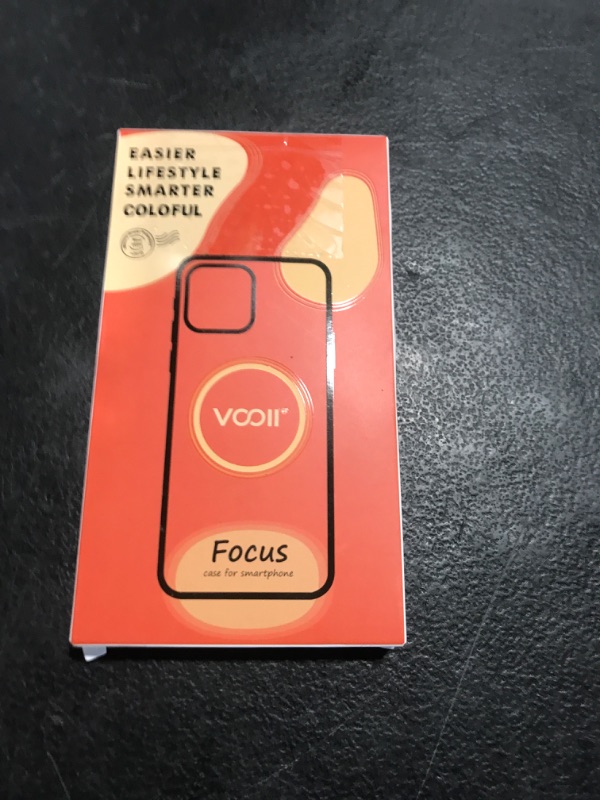 EASIER
LIFESTYLE
SMARTER
COLOFUL
VOOII
Focus
case for smartphone